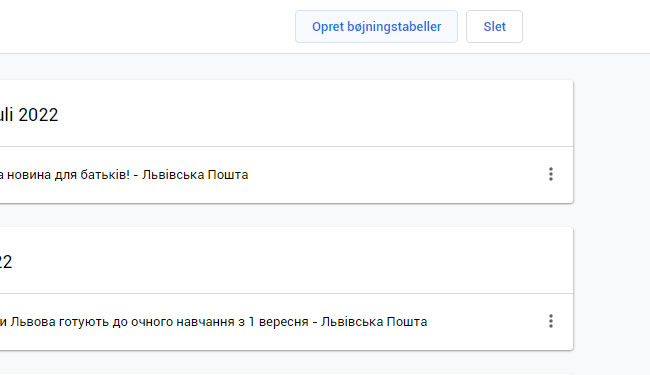 Opret bøjningstabeller Slet
uli 2022
а новина для батьків! - Львівська Пошта
22
и Львова готують до очного навчання з 1 вересня - Львівська Пошта